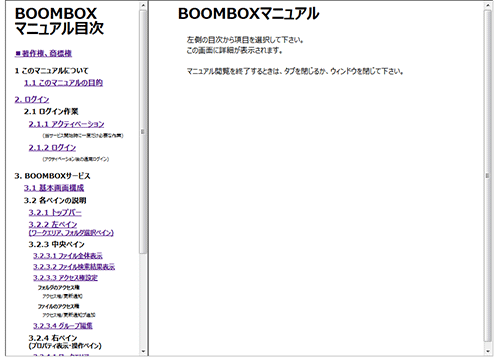 BOOMBOX
マニュアル目次
■著作権、商標権
1 このマニュアルについて
1.1 このマニュアルの目的
2. ログイン
2.1 ログイン作業
2.1.1 アクティベーション
(当サービス開始時に一度だけ必要な作業)
2.1.2 ログイン
(アクティベーション後の通常ログイン)
3. BOOMBOXサービス
3.1 基本画面構成
3.2 各ペインの説明
3.2.1 トップバー
3.2.2 左ペイン
(ワークエリア、フォルダ選択ペイン)
3.2.3 中央ペイン
3.2.3.1 ファイル全体表示
3.2.3.2 ファイル検索結果表示
3.2.3.3 アクセス権設定
フォルダのアクセス権
アクセス権/更新通知
ファイルのアクセス権
アクセス権/更新通知が追加
3.2.3.4 グループ編集
3.2.4 右ペイン
(プロパティ表示・操作ペイン)
BOOMBOXマニュアル
左側の目次から項目を選択して下さい。
この画面に詳細が表示されます。
マニュアル閲覧を終了するときは、タブを閉じるか、ウィンドウを閉じて下さい。